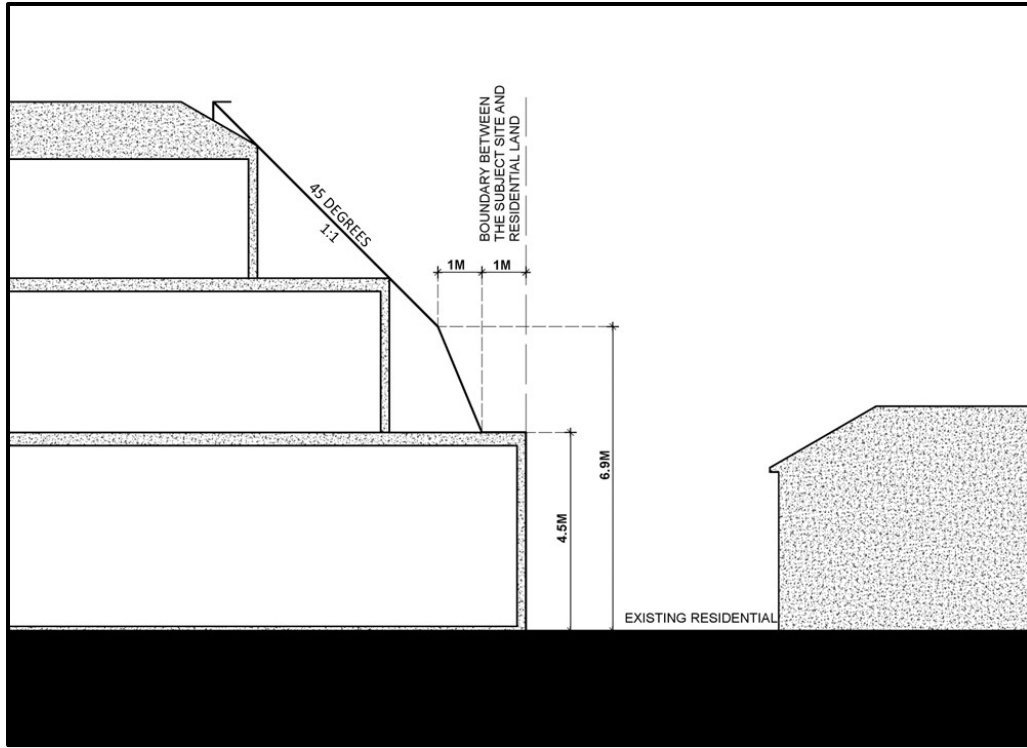 BOUNDARY BETWEEN
THE SUBJECT SITE AND
RESIDENTIAL LAND
45 DEGREES
1:1
1M
1M
6.9M
4.5M
EXISTING RESIDENTIAL